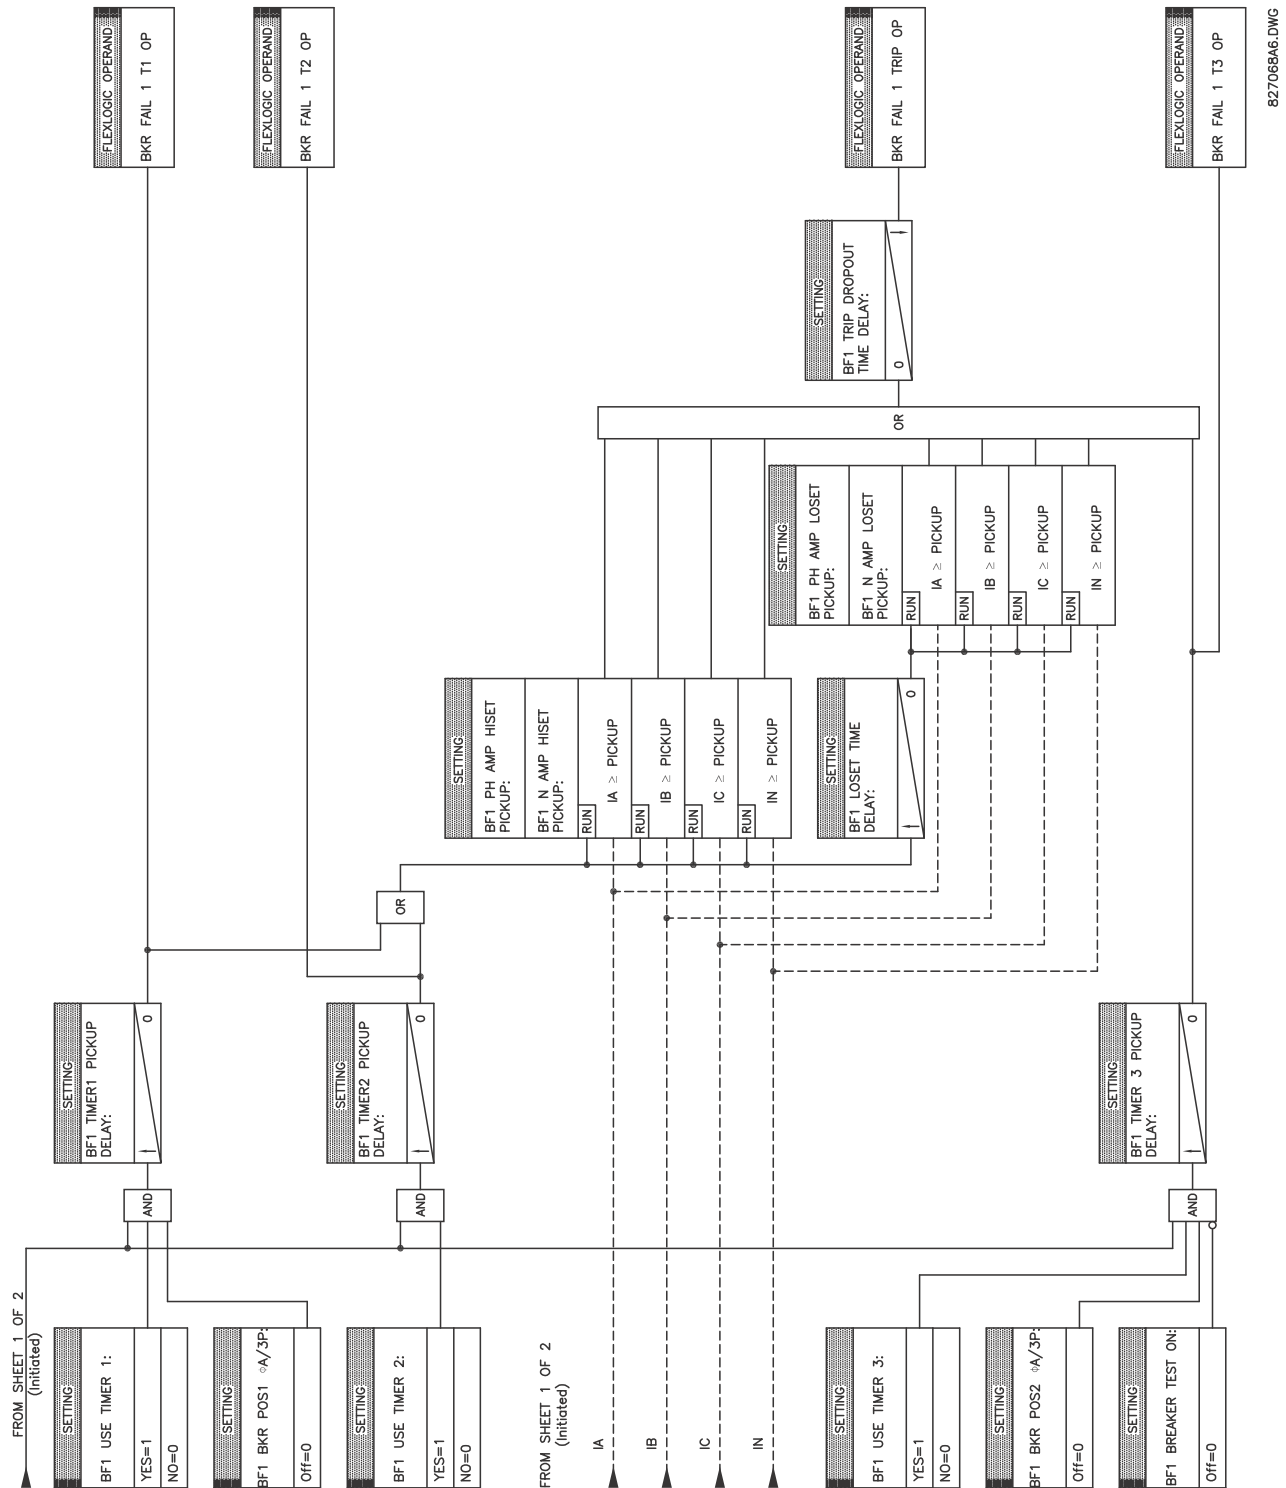 FROM SHEET 1 OF 2
(Initiated)
SETTING
BF1 USE TIMER 1:
YES=1
NO=0
SETTING
BF1 BKR POS1 ΦA/3P:
Off=0
SETTING
BF1 USE TIMER 2:
YES=1
NO=0
FROM SHEET 1 OF 2
(Initiated)
IA
IB
IC
IN
SETTING
BF1 USE TIMER 3:
YES=1
NO=0
SETTING
BF1 BKR POS2 ΦA/3P:
Off=0
SETTING
BF1 BREAKER TEST ON:
Off=0
AND
AND
AND
SETTING
BF1 TIMER1 PICKUP
DELAY:
0
SETTING
BF1 TIMER2 PICKUP
DELAY:
0
SETTING
BF1 TIMER 3 PICKUP
DELAY:
0
OR
SETTING
BF1 PH AMP HISET
PICKUP:
BF1 N AMP HISET
PICKUP:
RUN
IA ≥ PICKUP
RUN
IB ≥ PICKUP
RUN
IC ≥ PICKUP
RUN
IN ≥ PICKUP
SETTING
BF1 LOSET TIME
DELAY:
0
SETTING
BF1 PH AMP LOSET
PICKUP:
BF1 N AMP LOSET
PICKUP:
RUN
IA ≥ PICKUP
RUN
IB ≥ PICKUP
RUN
IC ≥ PICKUP
RUN
IN ≥ PICKUP
OR
SETTING
BF1 TRIP DROPOUT
TIME DELAY:
0
FLEXLOGIC OPERAND
BKR FAIL 1 T1 OP
FLEXLOGIC OPERAND
BKR FAIL 1 T2 OP
FLEXLOGIC OPERAND
BKR FAIL 1 TRIP OP
FLEXLOGIC OPERAND
BKR FAIL 1 T3 OP
827068A6.DWG